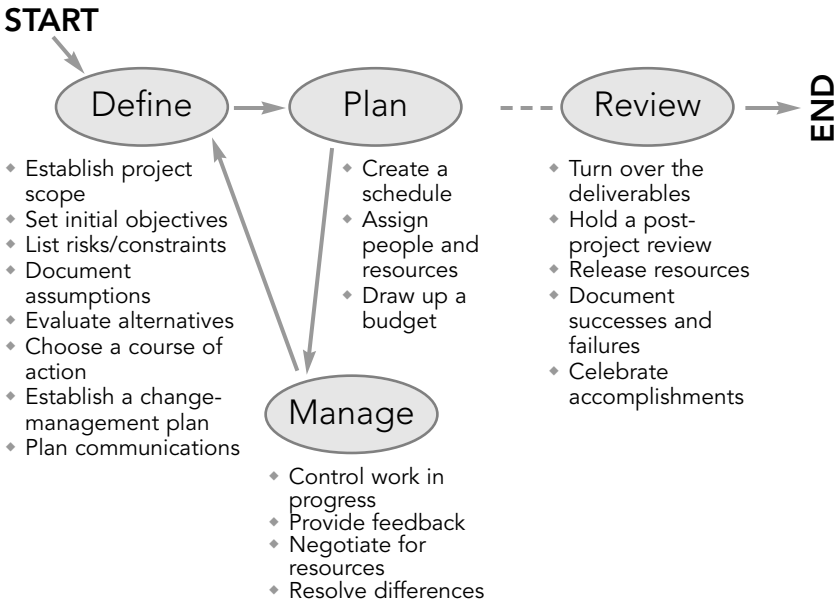 START
Define
Plan
Review
END
◆ Establish project
scope
◆ Set initial objectives
◆ List risks/constraints
◆ Document
assumptions
◆ Evaluate alternatives
◆ Choose a course of
action
◆ Establish a change-
management plan
◆ Plan communications
◆ Create a
schedule
◆ Assign
people and
resources
◆ Draw up a
budget
◆ Turn over the
deliverables
◆ Hold a post-
project review
◆ Release resources
◆ Document
successes and
failures
◆ Celebrate
accomplishments
Manage
◆ Control work in
progress
◆ Provide feedback
◆ Negotiate for
resources
◆ Resolve differences